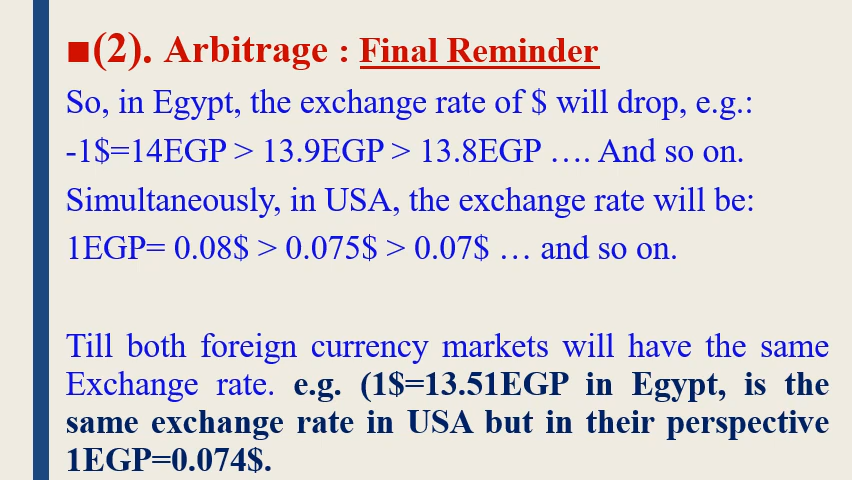 ■(2). Arbitrage : Final Reminder
So, in Egypt, the exchange rate of $ will drop, e.g.:
-1$=14EGP > 13.9EGP > 13.8EGP …. And so on.
Simultaneously, in USA, the exchange rate will be:
1EGP= 0.08$ > 0.075$ > 0.07$ … and so on.
Till both foreign currency markets will have the same
Exchange rate. e.g. (1$=13.51EGP in Egypt, is the
same exchange rate in USA but in their perspective
1EGP=0.074$.